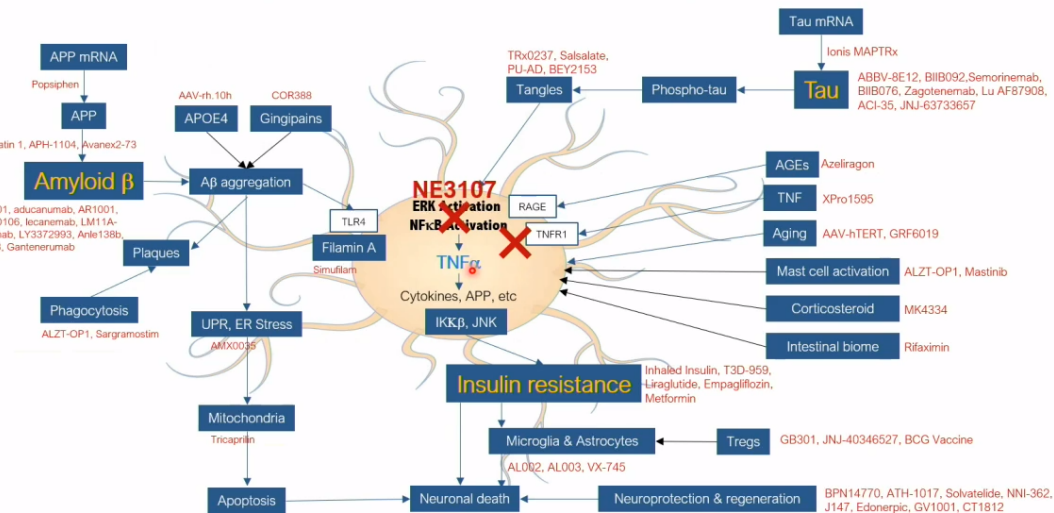 Tau mRNA
Ionis MAPTRx
APP mRNA
Popsiphen
APP
TRx0237, Salsalate,
PU-AD, BEY2153
Tangles
Phospho-tau
Tau
ABBV-8E12, BIIB092,Semorinemab,
BIIB076, Zagotenemab, Lu AF87908,
ACI-35, JNJ-63733657
AAV-rh.10h
APOE4
COR388
Gingipains
atin 1, APH-1104, Avanex2-73
Amyloid β
Aβ aggregation
01, aducanumab, AR1001,
0106, lecanemab, LM11A-
ab, LY3372993, Anle138b,
, Gantenerumab
NE3107
ERK Activation
NFκB Activation
TNFα
Cytokines, APP, etc
IKKβ, JNK
RAGE
TNFR1
TLR4
Filamin A
Simufilam
AGEs
Azeliragon
TNF
XPro1595
Aging
AAV-hTERT, GRF6019
Mast cell activation
ALZT-OP1, Mastinib
Corticosteroid
MK4334
Intestinal biome
Rifaximin
Plaques
Phagocytosis
ALZT-OP1, Sargramostim
UPR, ER Stress
AMX0035
Mitochondria
Tricaprilin
Apoptosis
Insulin resistance
Inhaled Insulin, T3D-959,
Liraglutide, Empagliflozin,
Metformin
Microglia & Astrocytes
AL002, AL003, VX-745
Tregs
GB301, JNJ-40346527, BCG Vaccine
Neuronal death
Neuroprotection & regeneration
BPN14770, ATH-1017, Solvatelide, NNI-362,
J147, Edonerpic, GV1001, CT1812